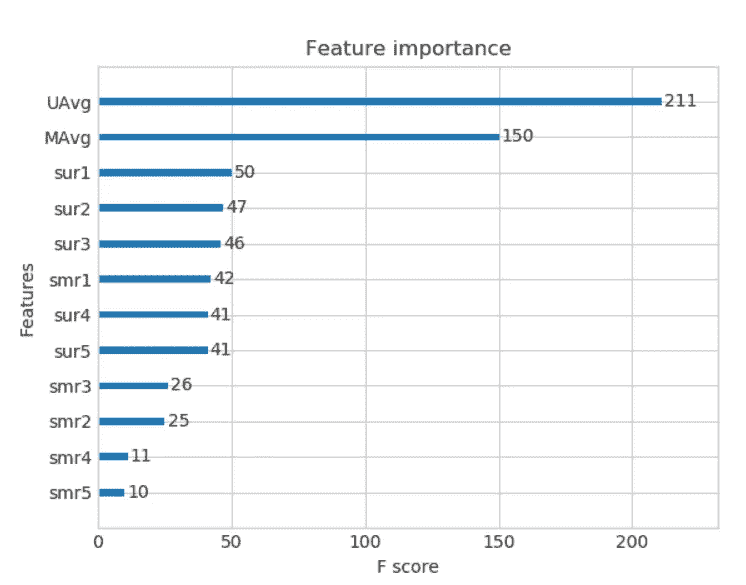 Feature importance
UAvg 211
MAvg 150
sur1 50
sur2 47
sur3 46
smr1 42
sur4 41
sur5 41
smr3 26
smr2 25
smr4 11
smr5 10
Features
0 50 100 150 200
F score